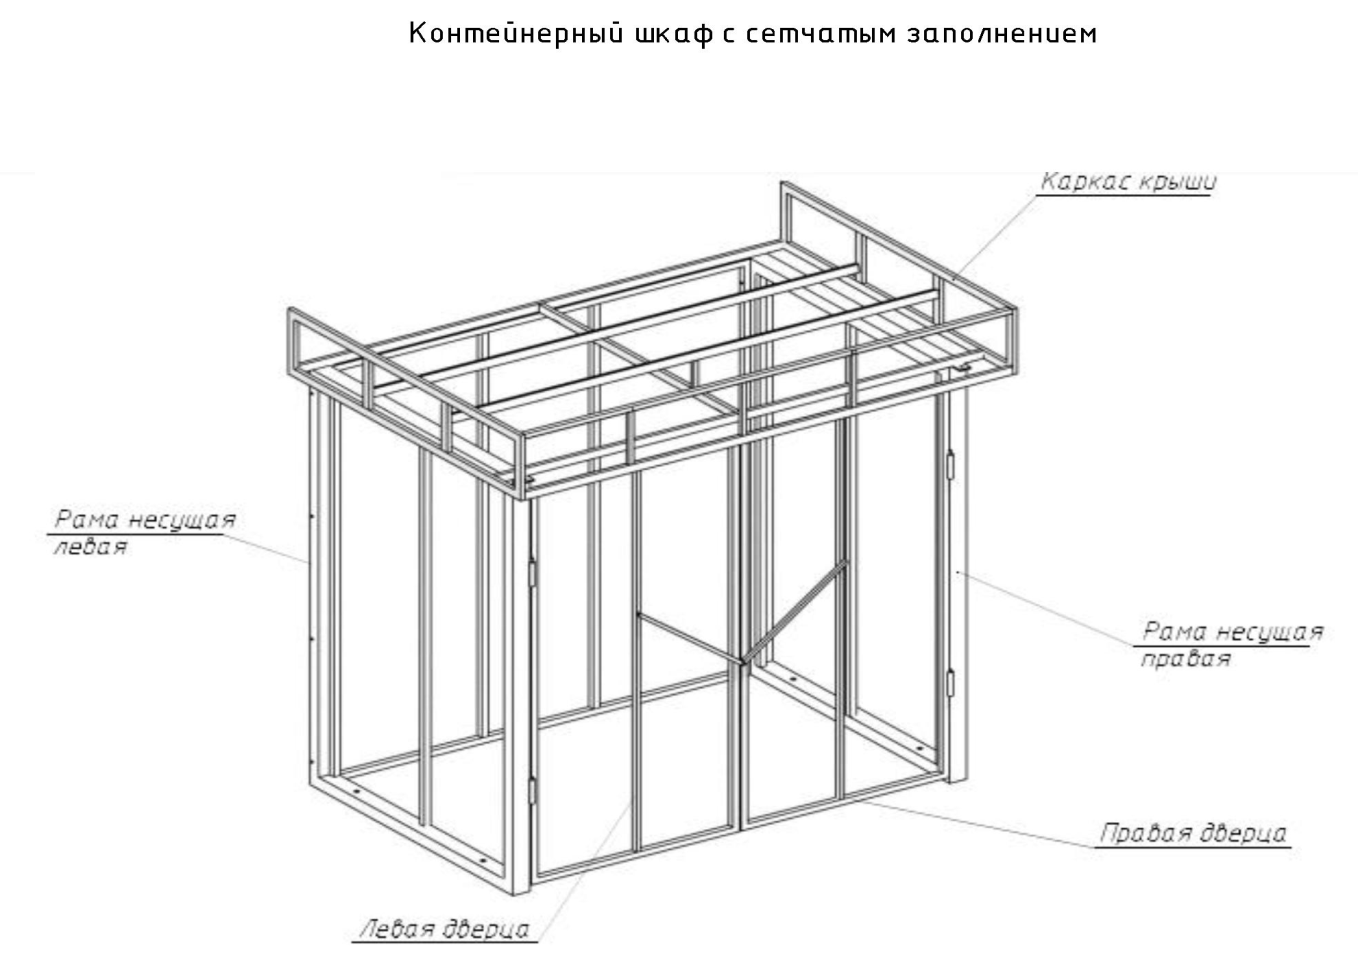 Контейнерный шкаф с сетчатым заполнением
Каркас крыши
Рама несущая
левая
Рама несущая
правая
Правая дверца
Левая дверца